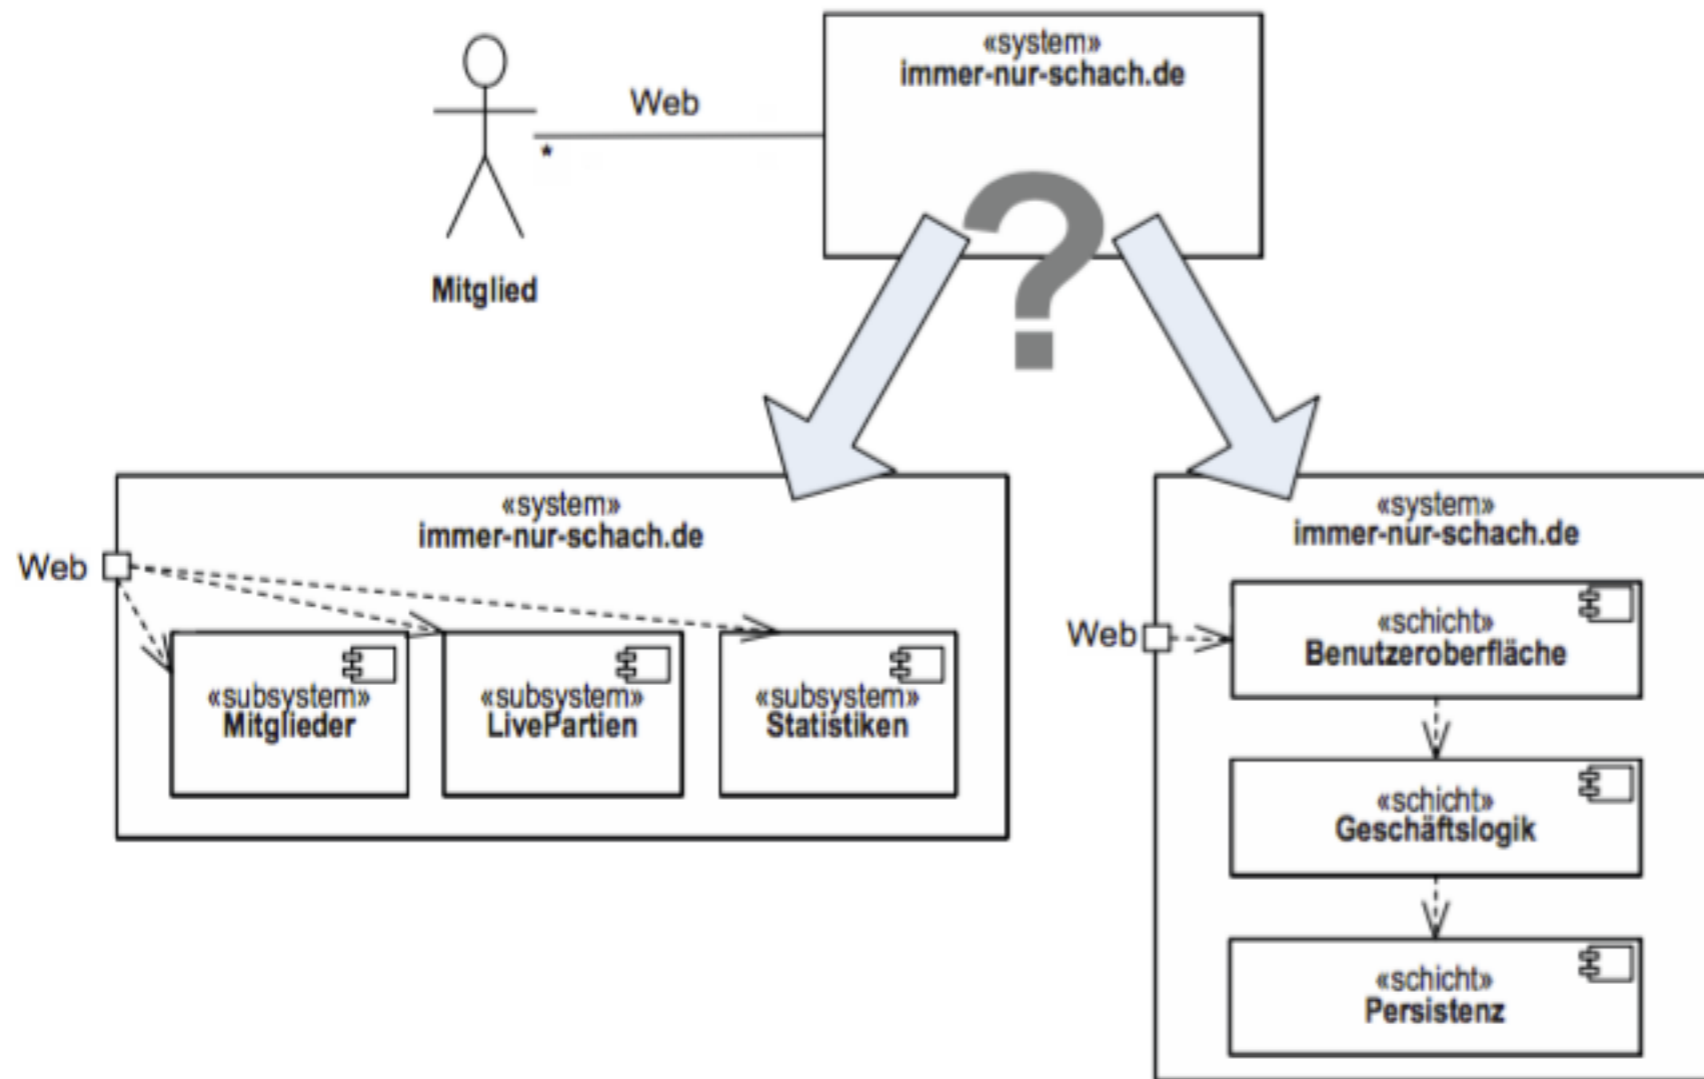 «system»
immer-nur-schach.de
Web
*
?
Mitglied
«system»
immer-nur-schach.de
Web
«subsystem»
Mitglieder
«subsystem»
LivePartien
«subsystem»
Statistiken
«system»
immer-nur-schach.de
Web
«schicht»
Benutzeroberfläche
«schicht»
Geschäftslogik
«schicht»
Persistenz